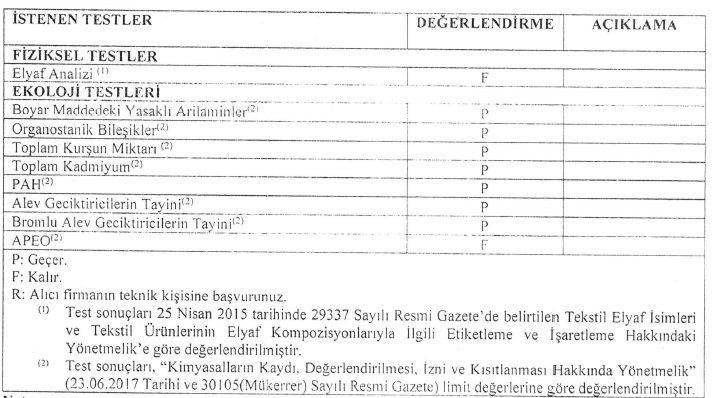 İSTENEN TESTLER DEĞERLENDİRME AÇIKLAMA
FİZİKSEL TESTLER
Elyaf Analizi (1) F
EKOLOJİ TESTLERİ
Boyar Maddedeki Yasaklı Arilaminler(2) P
Organostanik Bileşikler(2) P
Toplam Kurşun Miktarı (2) P
Toplam Kadmiyum(2) P
PAH(2) P
Alev Geciktiricilerin Tayini(2) P
Bromlu Alev Geciktiricilerin Tayini(2) P
APEO(2) F
P: Geçer.
F: Kalır.
R: Alıcı firmanın teknik kişisine başvurunuz.
(1) Test sonuçları 25 Nisan 2015 tarihinde 29337 Sayılı Resmi Gazete’de belirtilen Tekstil Elyaf İsimleri
ve Tekstil Ürünlerinin Elyaf Kompozisyonlarıyla İlgili Etiketleme ve İşaretleme Hakkındaki
Yönetmelik’e göre değerlendirilmiştir.
(2) Test sonuçları, “Kimyasalların Kaydı, Değerlendirilmesi, İzni ve Kısıtlanması Hakkında Yönetmelik”
(23.06.2017 Tarihi ve 30105(Mükerrer) Sayılı Resmi Gazete) limit değerlerine göre değerlendirilmiştir.